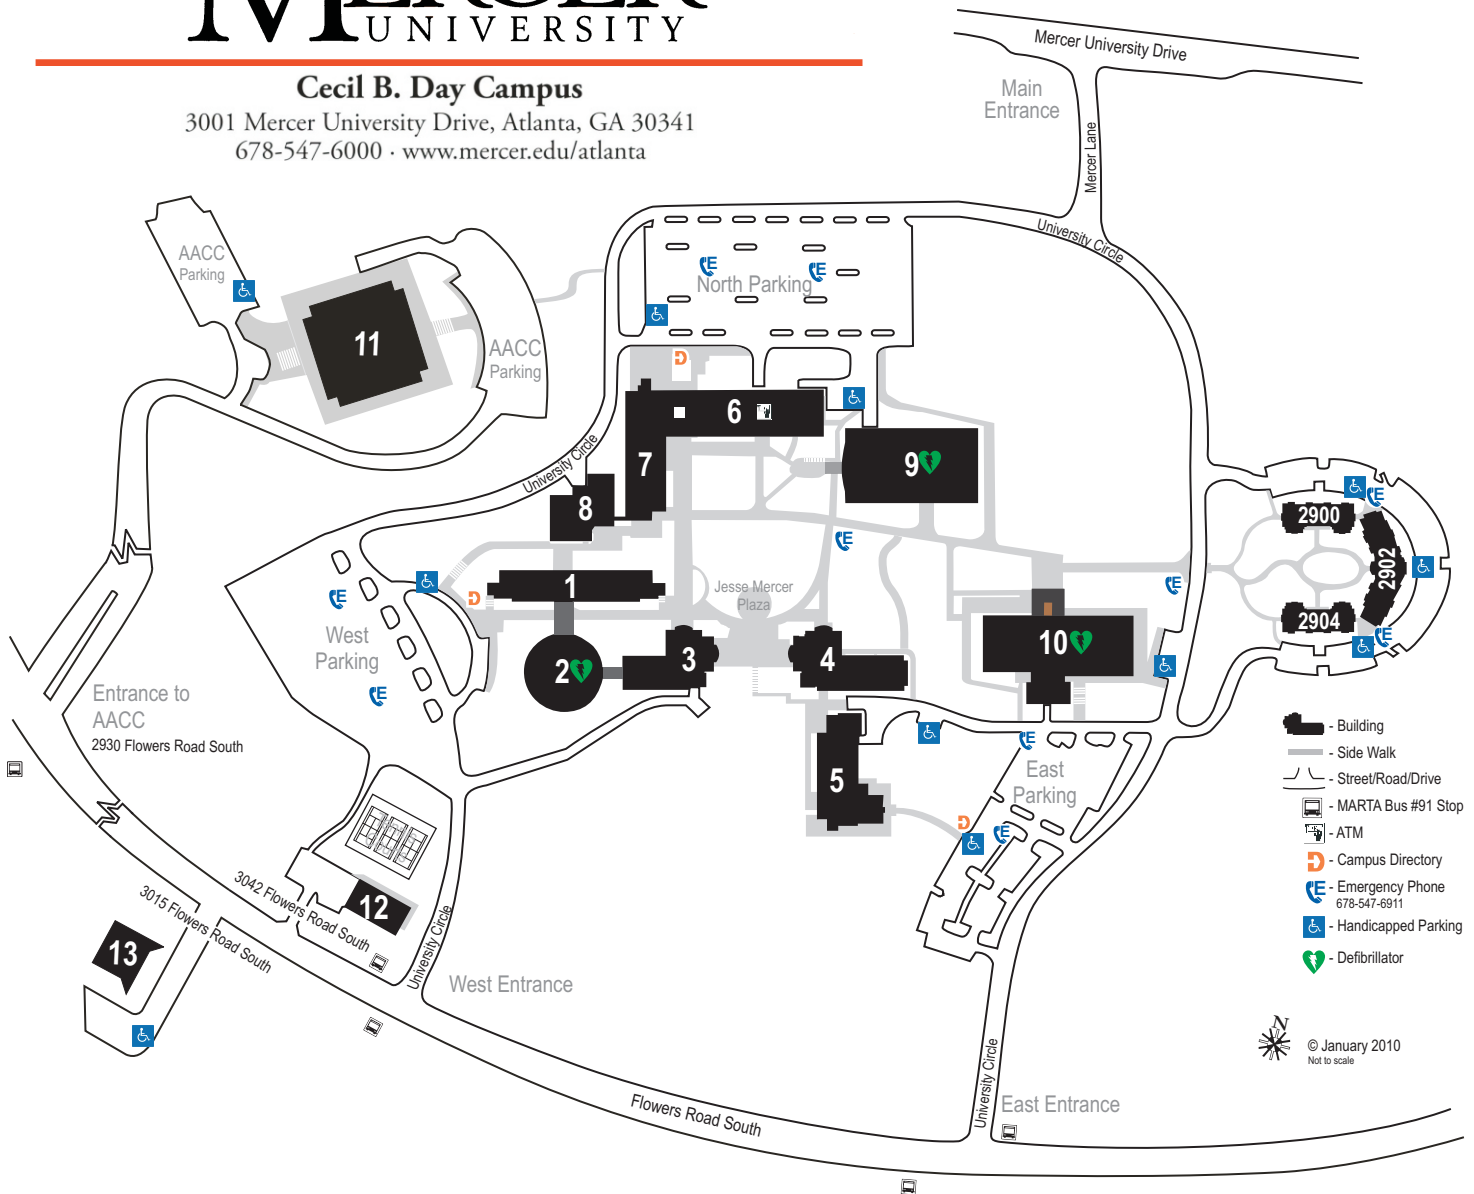 MERCER
UNIVERSITY
Cecil B. Day Campus
3001 Mercer University Drive, Atlanta, GA 30341
678-547-6000 · www.mercer.edu/atlanta
Mercer University Drive
Main
Entrance
Mercer Lane
University Circle
AACC
Parking
North Parking
11
AACC
Parking
D
6
7
9
University Circle
8
2900
2902
2904
1
D
Jesse Mercer
Plaza
West
Parking
2
3
4
10
Entrance to
AACC
2930 Flowers Road South
5
East
Parking
D
- Building
- Side Walk
- Street/Road/Drive
- MARTA Bus #91 Stop
- ATM
D - Campus Directory
E - Emergency Phone
678-547-6911
- Handicapped Parking
- Defibrillator
3042 Flowers Road South
3015 Flowers Road South
12
13
University Circle
West Entrance
N
© January 2010
Not to scale
University Circle
East Entrance
Flowers Road South
E
E
E
E
E
E
E
E
E
E